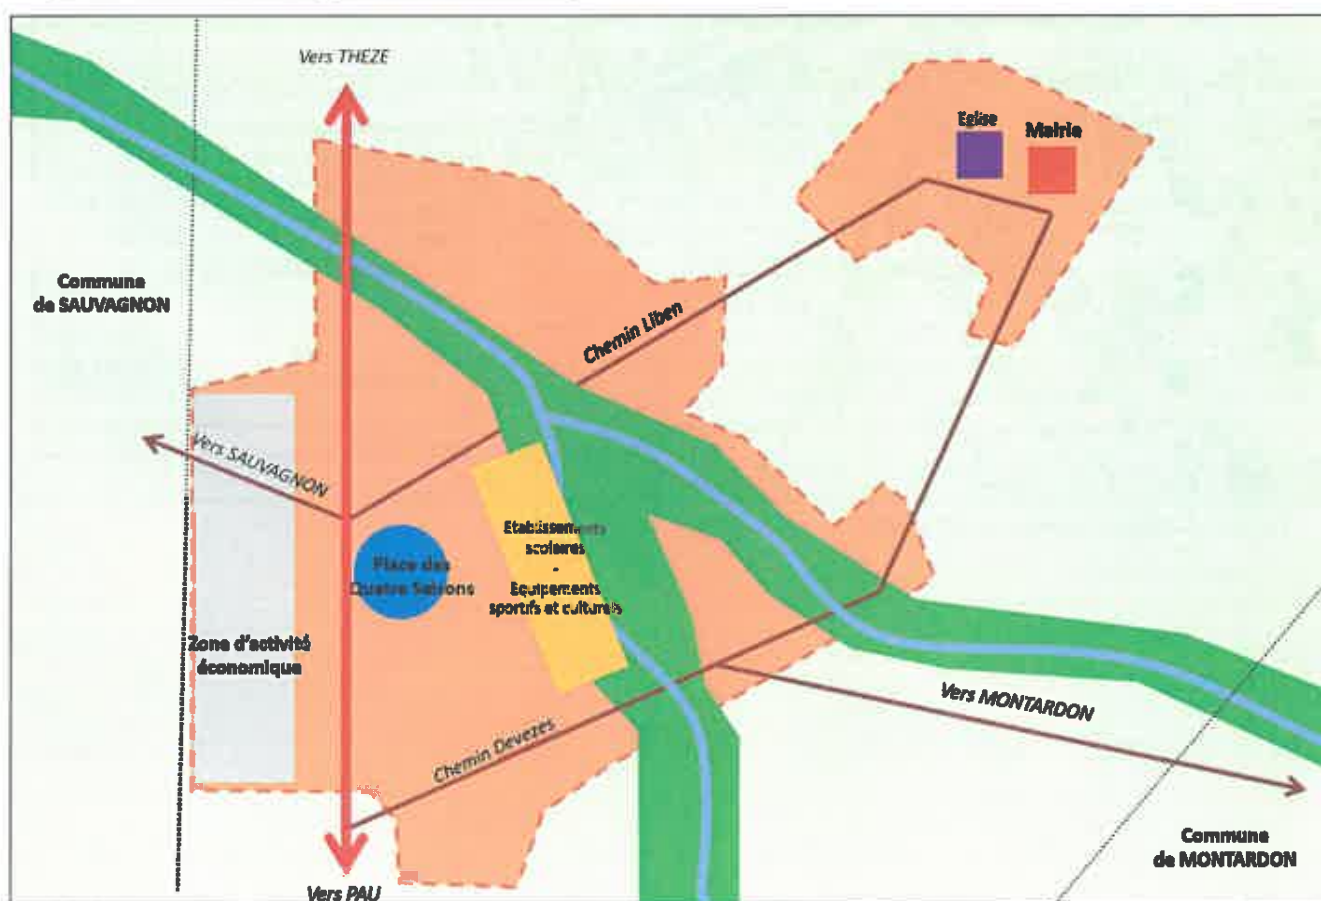 Vers THEZE
Eglise
Mairie
Commune
de SAUVAGNON
Chemin Liben
Vers SAUVAGNON
Etablissements
scolaires
-
Equipements
sportifs et culturels
Place des
Quatre Saisons
Zone d'activité
économique
Chemin Devezes
Vers MONTARDON
Commune
de MONTARDON
Vers PAU